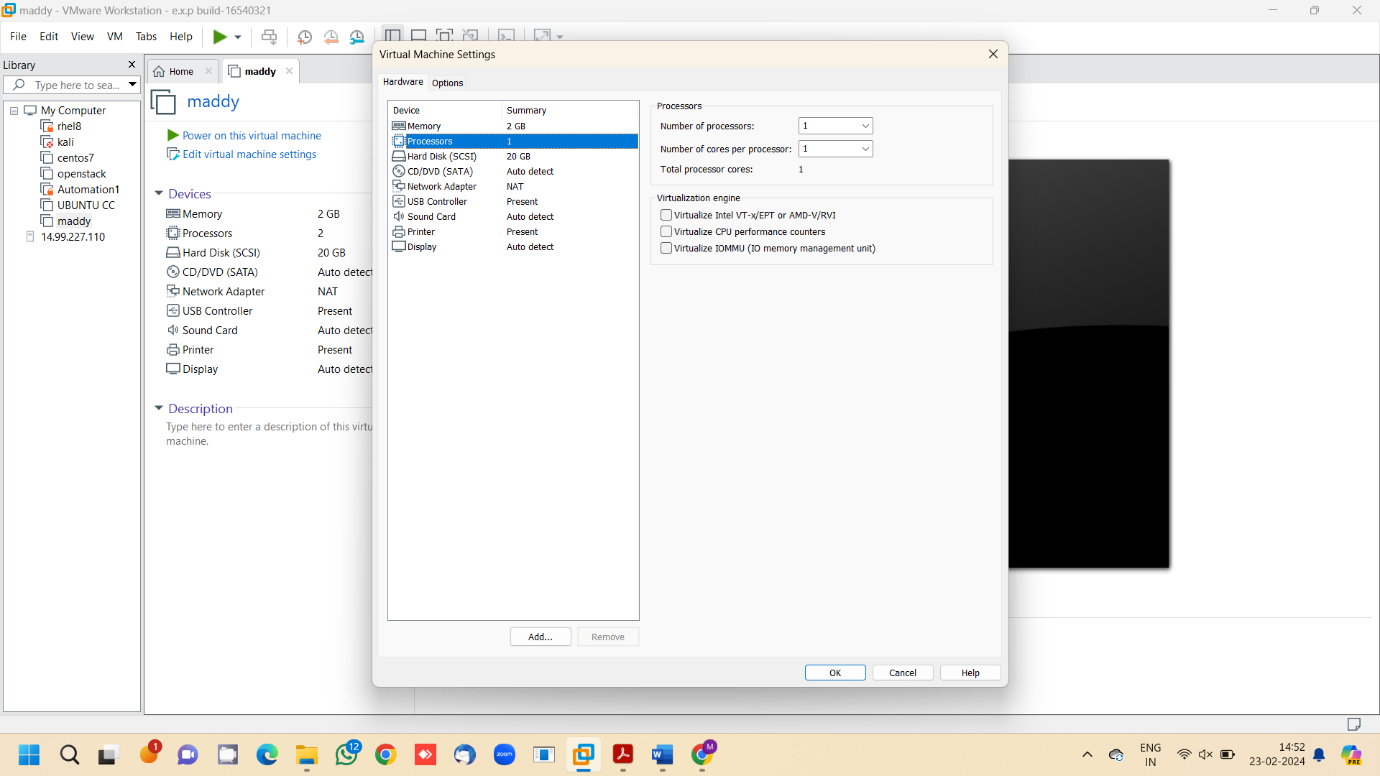 maddy - VMware Workstation - e.x.p build-16540321
File Edit View VM Tabs Help
Library
Type here to sea...
My Computer
rhel8
kali
centos7
openstack
Automation1
UBUNTU CC
maddy
14.99.227.110
Home
maddy
maddy
Power on this virtual machine
Edit virtual machine settings
Devices
Memory 2 GB
Processors 2
Hard Disk (SCSI) 20 GB
CD/DVD (SATA) Auto detect
Network Adapter NAT
USB Controller Present
Sound Card Auto detect
Printer Present
Display Auto detect
Description
Type here to enter a description of this virtu
machine.
Virtual Machine Settings
Hardware Options
Device Summary
Memory 2 GB
Processors 1
Hard Disk (SCSI) 20 GB
CD/DVD (SATA) Auto detect
Network Adapter NAT
USB Controller Present
Sound Card Auto detect
Printer Present
Display Auto detect
Add... Remove
Processors
Number of processors: 1
Number of cores per processor: 1
Total processor cores: 1
Virtualization engine
Virtualize Intel VT-x/EPT or AMD-V/RVI
Virtualize CPU performance counters
Virtualize IOMMU (IO memory management unit)
OK Cancel Help
1
12
zoom
M
ENG
IN
14:52
23-02-2024
PRE